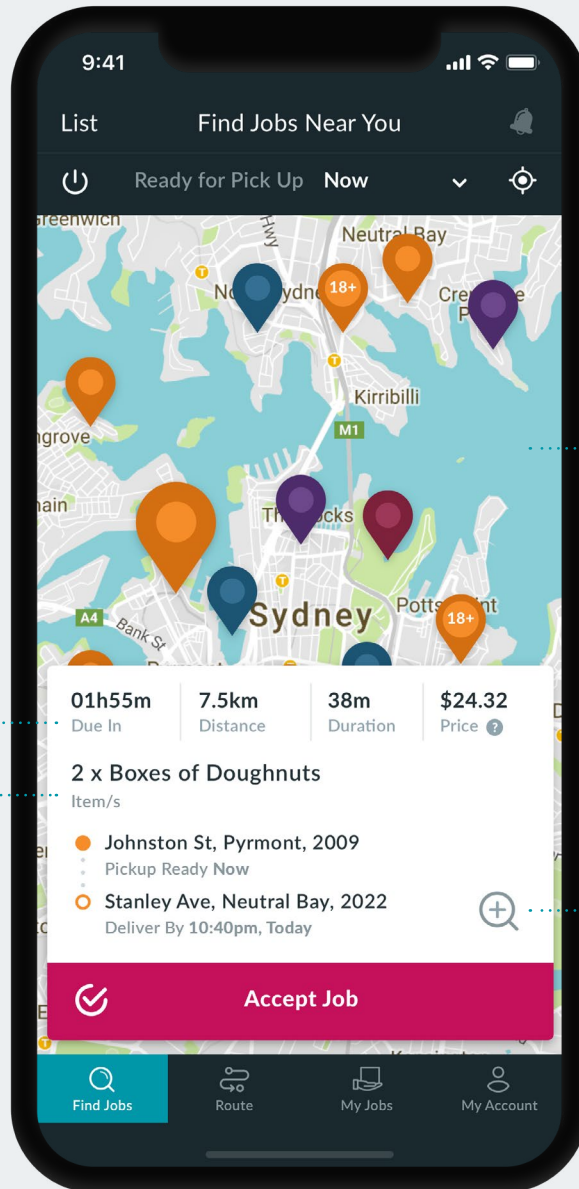 9:41
List Find Jobs Near You
Ready for Pick Up Now
Greenwich
Hwy
Neutral Bay
18+
Kirribilli
M1
Sydney
18+
A4
Bank St
01h55m 7.5km 38m $24.32
Due In Distance Duration Price ?
2 x Boxes of Doughnuts
Item/s
Johnston St, Pyrmont, 2009
Pickup Ready Now
Stanley Ave, Neutral Bay, 2022
Deliver By 10:40pm, Today
Accept Job
Find Jobs Route My Jobs My Account